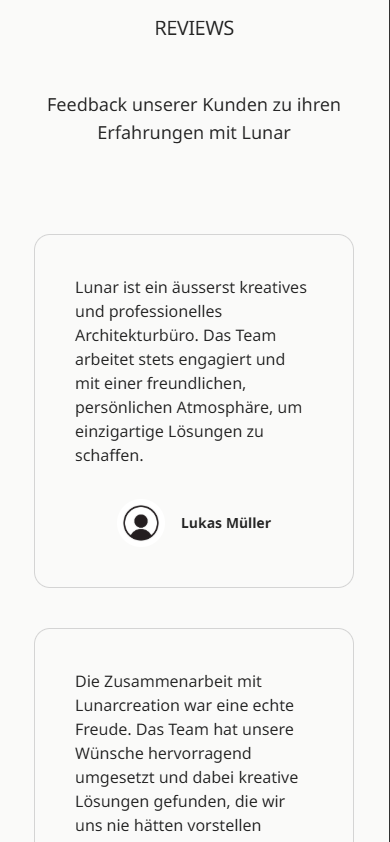 REVIEWS
Feedback unserer Kunden zu ihren
Erfahrungen mit Lunar
Lunar ist ein äusserst kreatives
und professionelles
Architekturbüro. Das Team
arbeitet stets engagiert und
mit einer freundlichen,
persönlichen Atmosphäre, um
einzigartige Lösungen zu
schaffen.
Lukas Müller
Die Zusammenarbeit mit
Lunarcreation war eine echte
Freude. Das Team hat unsere
Wünsche hervorragend
umgesetzt und dabei kreative
Lösungen gefunden, die wir
uns nie hätten vorstellen